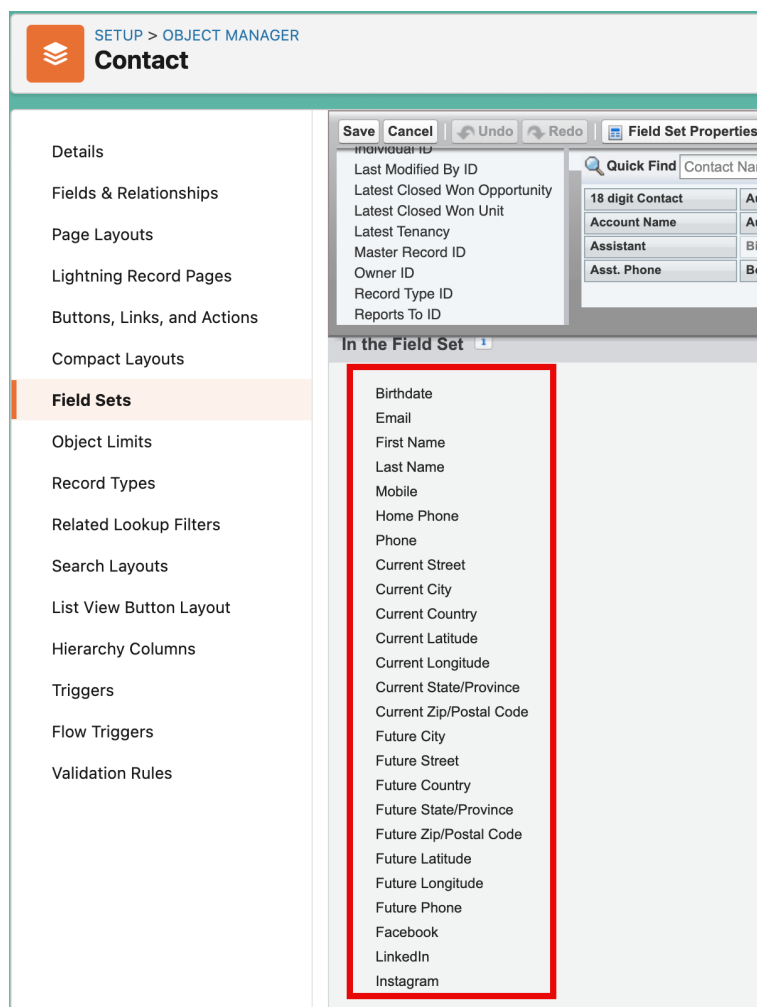 SETUP > OBJECT MANAGER
Contact
Details
Fields & Relationships
Page Layouts
Lightning Record Pages
Buttons, Links, and Actions
Compact Layouts
Field Sets
Object Limits
Record Types
Related Lookup Filters
Search Layouts
List View Button Layout
Hierarchy Columns
Triggers
Flow Triggers
Validation Rules
Save Cancel Undo Redo Field Set Properties
Individual ID
Last Modified By ID
Latest Closed Won Opportunity
Latest Closed Won Unit
Latest Tenancy
Master Record ID
Owner ID
Record Type ID
Reports To ID
Quick Find Contact
18 digit Contact
Account Name
Assistant
Asst. Phone
In the Field Set
Birthdate
Email
First Name
Last Name
Mobile
Home Phone
Phone
Current Street
Current City
Current Country
Current Latitude
Current Longitude
Current State/Province
Current Zip/Postal Code
Future City
Future Street
Future Country
Future State/Province
Future Zip/Postal Code
Future Latitude
Future Longitude
Future Phone
Facebook
LinkedIn
Instagram